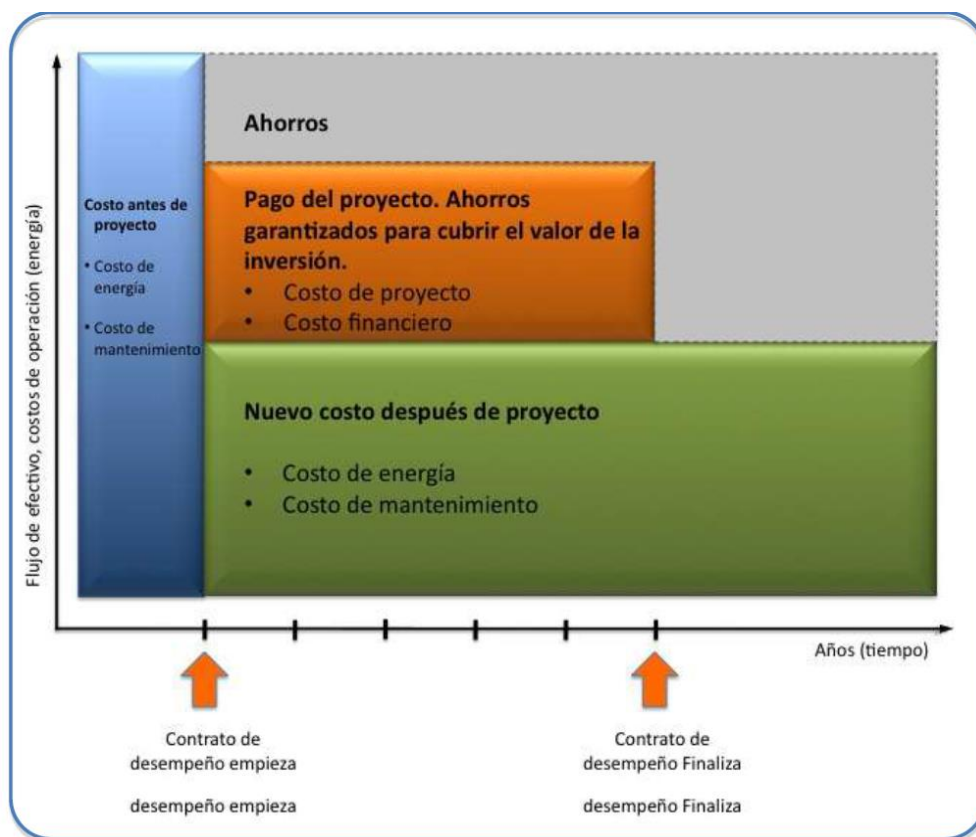 Flujo de efectivo, costos de operación (energía)
Costo antes de
proyecto
• Costo de
energía
• Costo de
mantenimiento
Ahorros
Pago del proyecto. Ahorros
garantizados para cubrir el valor de la
inversión.
• Costo de proyecto
• Costo financiero
Nuevo costo después de proyecto
• Costo de energía
• Costo de mantenimiento
Años (tiempo)
Contrato de
desempeño empieza
desempeño empieza
Contrato de
desempeño Finaliza
desempeño Finaliza